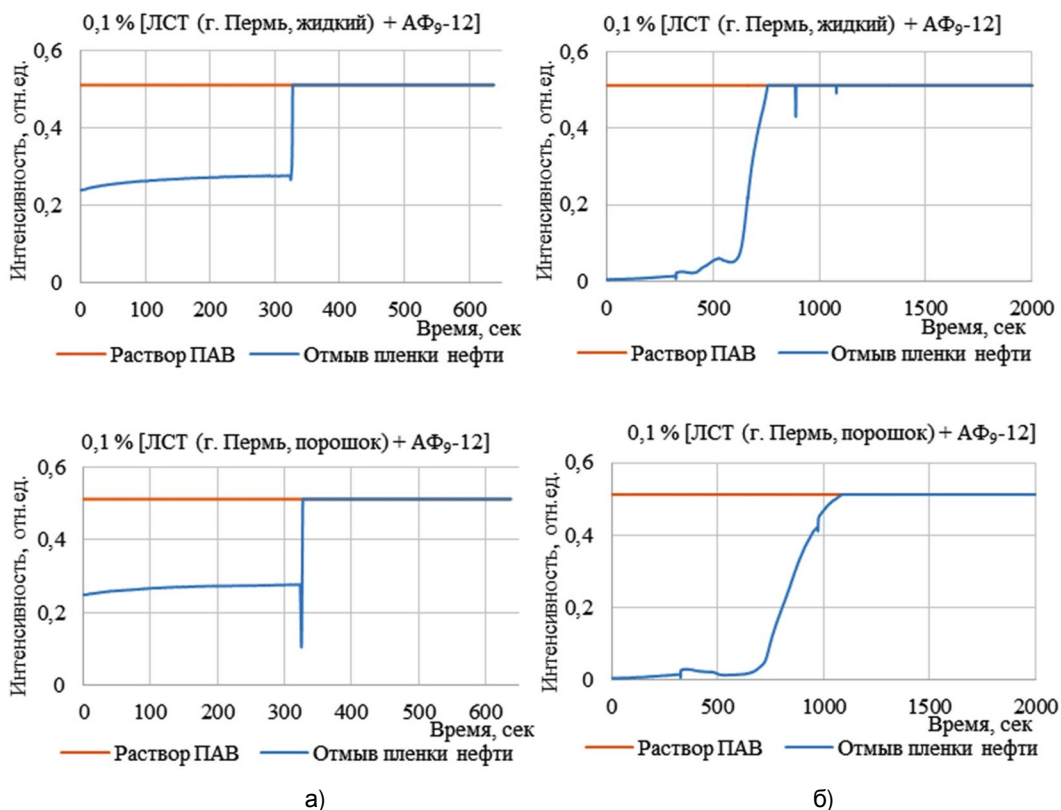 0,1 % [ЛСТ (г. Пермь, жидкий) + АФ₉-12]
Интенсивность, отн.ед.
0,6
0,4
0,2
0
0 100 200 300 400 500 600
Время, сек
Раствор ПАВ Отмыв пленки нефти
0,1 % [ЛСТ (г. Пермь, жидкий) + АФ₉-12]
Интенсивность, отн.ед.
0,6
0,4
0,2
0
0 500 1000 1500 2000
Время, сек
Раствор ПАВ Отмыв пленки нефти
0,1 % [ЛСТ (г. Пермь, порошок) + АФ₉-12]
Интенсивность, отн.ед.
0,6
0,4
0,2
0
0 100 200 300 400 500 600
Время, сек
Раствор ПАВ Отмыв пленки нефти
0,1 % [ЛСТ (г. Пермь, порошок) + АФ₉-12]
Интенсивность, отн.ед.
0,6
0,4
0,2
0
0 500 1000 1500 2000
Время, сек
Раствор ПАВ Отмыв пленки нефти
а) б)